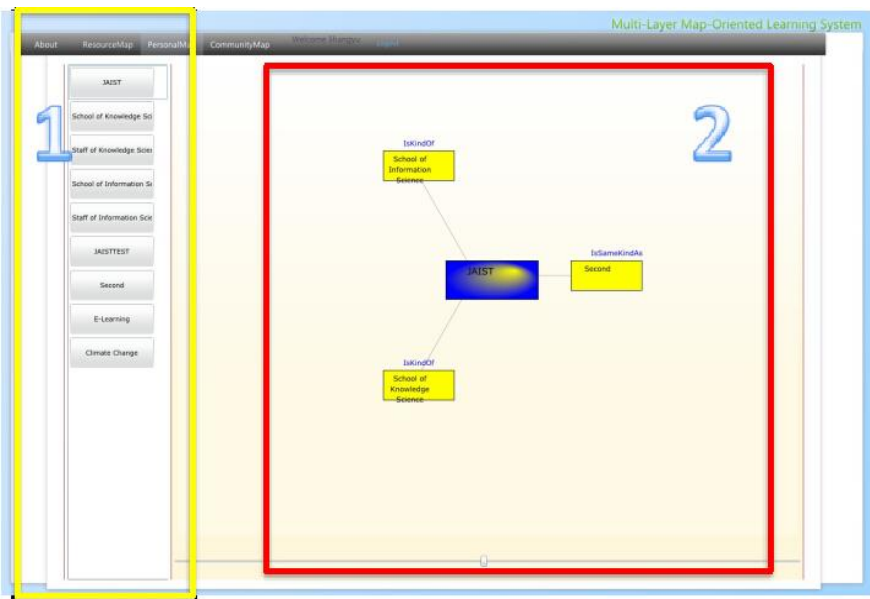 Multi-Layer Map-Oriented Learning System
About ResourceMap PersonalMa CommunityMap Welcome
1
JAIST
School of Knowledge Sci
Staff of Knowledge Scien
School of Information Sc
Staff of Information Scie
JAISTTEST
Second
E-Learning
Climate Change
2
IsKindOf
School of
Information
Science
JAIST
IsSameKindAs
Second
IsKindOf
School of
Knowledge
Science